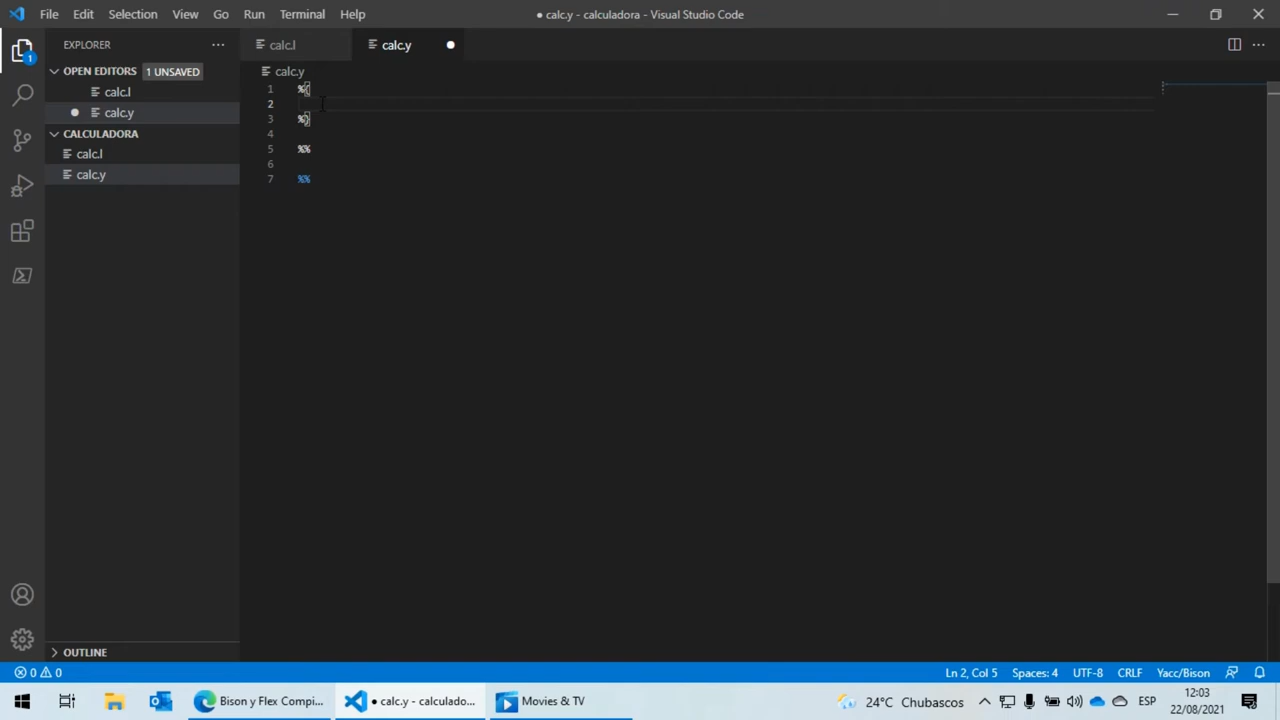 File Edit Selection View Go Run Terminal Help
● calc.y - calculadora - Visual Studio Code
EXPLORER
OPEN EDITORS 1 UNSAVED
calc.l
calc.y
CALCULADORA
calc.l
calc.y
OUTLINE
calc.l
calc.y
calc.y
1 %{
2
3 %}
4
5 %%
6
7 %%
1
0 0
Ln 2, Col 5 Spaces: 4 UTF-8 CRLF Yacc/Bison
Bison y Flex Compi...
● calc.y - calculado...
Movies & TV
24°C Chubascos
ESP
12:03
22/08/2021